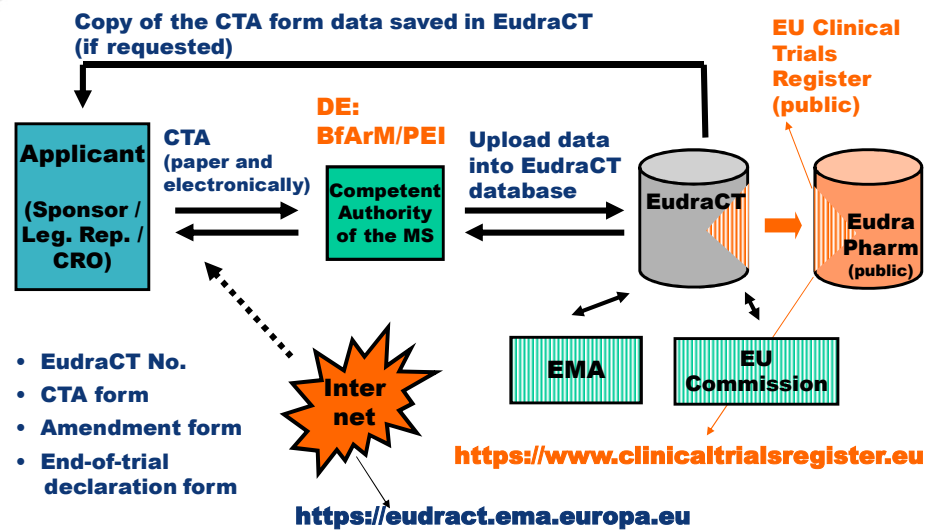 Copy of the CTA form data saved in EudraCT
(if requested)
EU Clinical
Trials
Register
(public)
DE:
BfArM/PEI
Applicant
(Sponsor /
Leg. Rep. /
CRO)
CTA
(paper and
electronically)
Competent
Authority
of the MS
Upload data
into EudraCT
database
EudraCT
Eudra
Pharm
(public)
• EudraCT No.
• CTA form
• Amendment form
• End-of-trial
declaration form
Inter
net
EMA
EU
Commission
https://www.clinicaltrialsregister.eu
https://eudract.ema.europa.eu